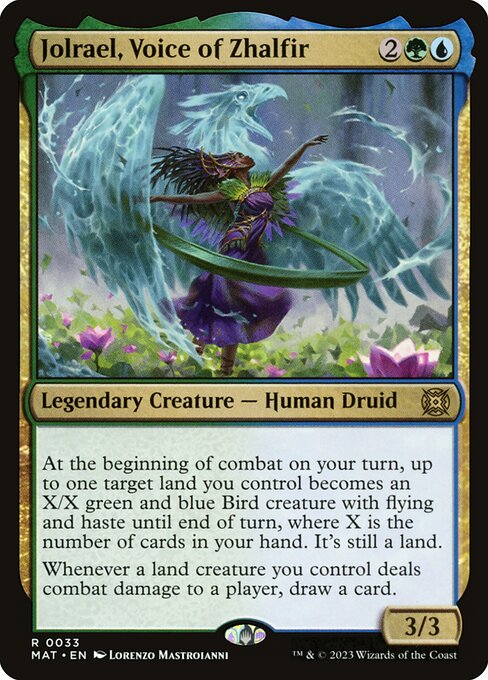 Jolrael, Voice of Zhalfir 2
Legendary Creature — Human Druid
At the beginning of combat on your turn, up
to one target land you control becomes an
X/X green and blue Bird creature with flying
and haste until end of turn, where X is the
number of cards in your hand. It's still a land.
Whenever a land creature you control deals
combat damage to a player, draw a card.
3/3
R 0033
MAT • EN Lorenzo Mastroianni
™ & © 2023 Wizards of the Coast